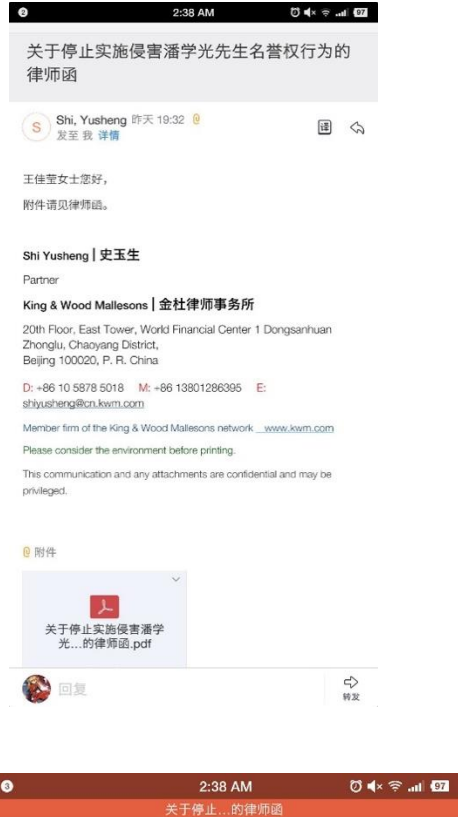 2
2:38 AM
97
关于停止实施侵害潘学光先生名誉权行为的
律师函
S
Shi, Yusheng 昨天 19:32
发至 我 详情
译
王佳莹女士您好，
附件请见律师函。
Shi Yusheng | 史玉生
Partner
King & Wood Mallesons | 金杜律师事务所
20th Floor, East Tower, World Financial Center 1 Dongsanhuan
Zhonglu, Chaoyang District,
Beijing 100020, P. R. China
D: +86 10 5878 5018 M: +86 13801286395 E:
shiyusheng@cn.kwm.com
Member firm of the King & Wood Mallesons network www.kwm.com
Please consider the environment before printing.
This communication and any attachments are confidential and may be
privileged.
附件
关于停止实施侵害潘学
光...的律师函.pdf
回复
转发
3
2:38 AM
97
关于停止...的律师函